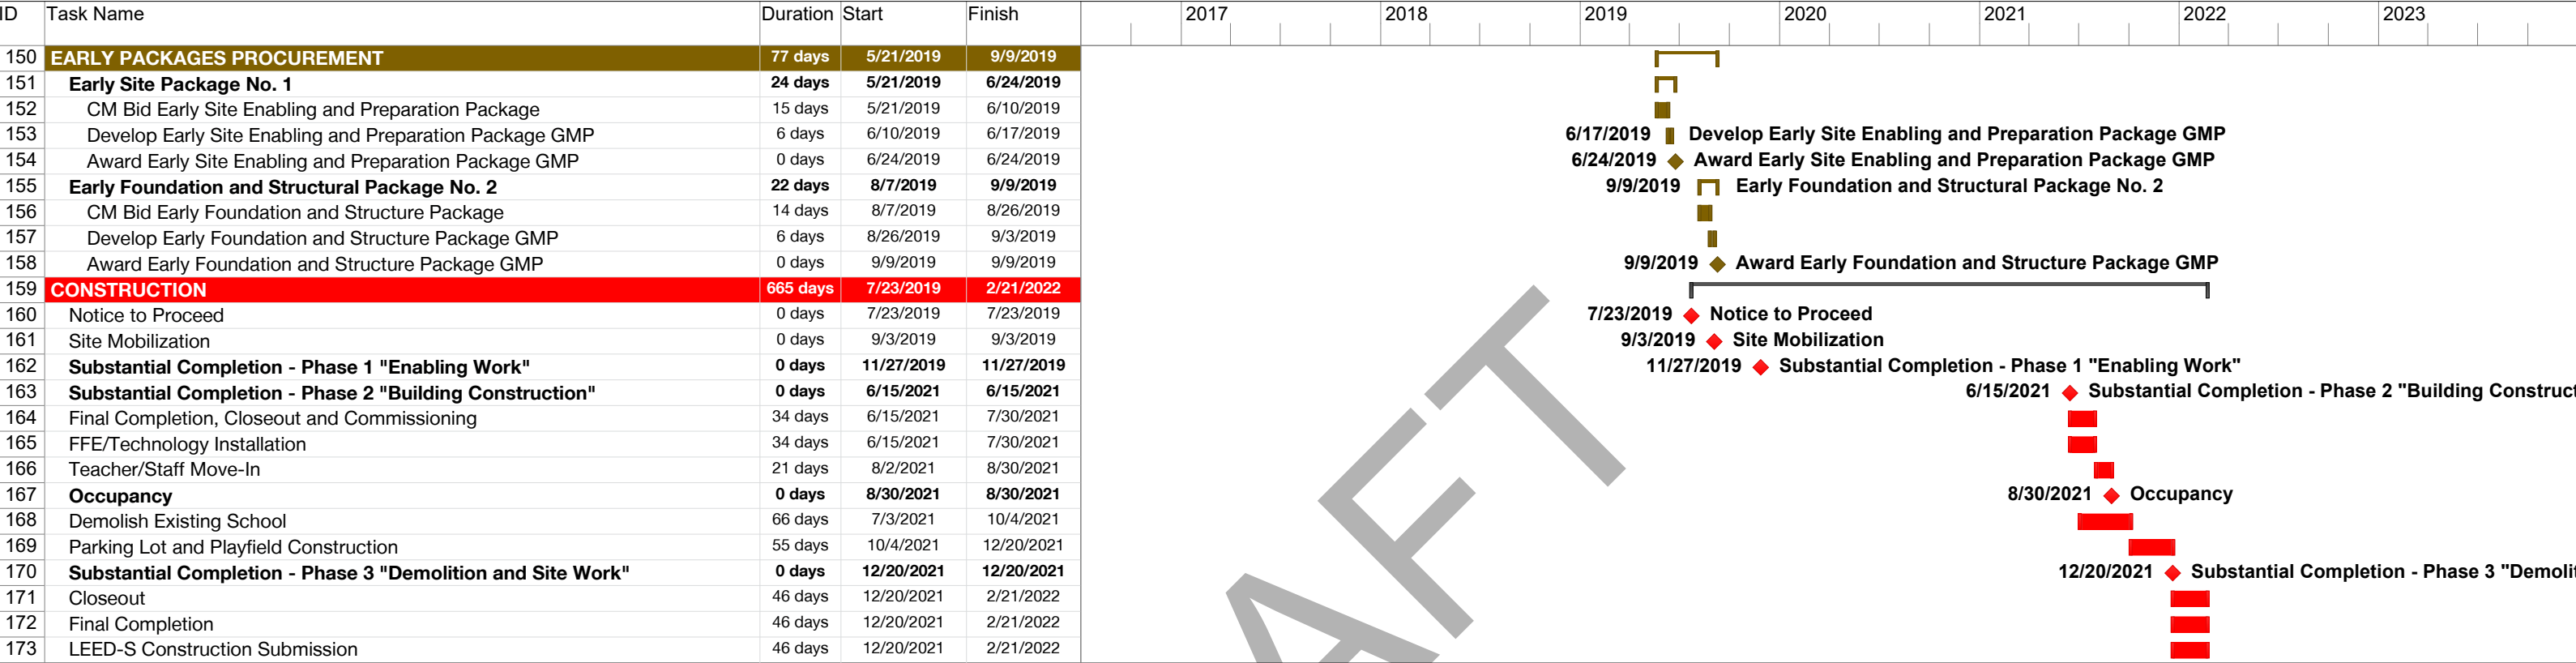 ID Task Name Duration Start Finish 2017 2018 2019 2020 2021 2022 2023
150 EARLY PACKAGES PROCUREMENT 77 days 5/21/2019 9/9/2019
151 Early Site Package No. 1 24 days 5/21/2019 6/24/2019
152 CM Bid Early Site Enabling and Preparation Package 15 days 5/21/2019 6/10/2019
153 Develop Early Site Enabling and Preparation Package GMP 6 days 6/10/2019 6/17/2019 6/17/2019 Develop Early Site Enabling and Preparation Package GMP
154 Award Early Site Enabling and Preparation Package GMP 0 days 6/24/2019 6/24/2019 6/24/2019 Award Early Site Enabling and Preparation Package GMP
155 Early Foundation and Structural Package No. 2 22 days 8/7/2019 9/9/2019 9/9/2019 Early Foundation and Structural Package No. 2
156 CM Bid Early Foundation and Structure Package 14 days 8/7/2019 8/26/2019
157 Develop Early Foundation and Structure Package GMP 6 days 8/26/2019 9/3/2019
158 Award Early Foundation and Structure Package GMP 0 days 9/9/2019 9/9/2019 9/9/2019 Award Early Foundation and Structure Package GMP
159 CONSTRUCTION 665 days 7/23/2019 2/21/2022
160 Notice to Proceed 0 days 7/23/2019 7/23/2019 7/23/2019 Notice to Proceed
161 Site Mobilization 0 days 9/3/2019 9/3/2019 9/3/2019 Site Mobilization
162 Substantial Completion - Phase 1 "Enabling Work" 0 days 11/27/2019 11/27/2019 11/27/2019 Substantial Completion - Phase 1 "Enabling Work"
163 Substantial Completion - Phase 2 "Building Construction" 0 days 6/15/2021 6/15/2021 6/15/2021 Substantial Completion - Phase 2 "Building Construct
164 Final Completion, Closeout and Commissioning 34 days 6/15/2021 7/30/2021
165 FFE/Technology Installation 34 days 6/15/2021 7/30/2021
166 Teacher/Staff Move-In 21 days 8/2/2021 8/30/2021
167 Occupancy 0 days 8/30/2021 8/30/2021 8/30/2021 Occupancy
168 Demolish Existing School 66 days 7/3/2021 10/4/2021
169 Parking Lot and Playfield Construction 55 days 10/4/2021 12/20/2021
170 Substantial Completion - Phase 3 "Demolition and Site Work" 0 days 12/20/2021 12/20/2021 12/20/2021 Substantial Completion - Phase 3 "Demolit
171 Closeout 46 days 12/20/2021 2/21/2022
172 Final Completion 46 days 12/20/2021 2/21/2022
173 LEED-S Construction Submission 46 days 12/20/2021 2/21/2022
AFT